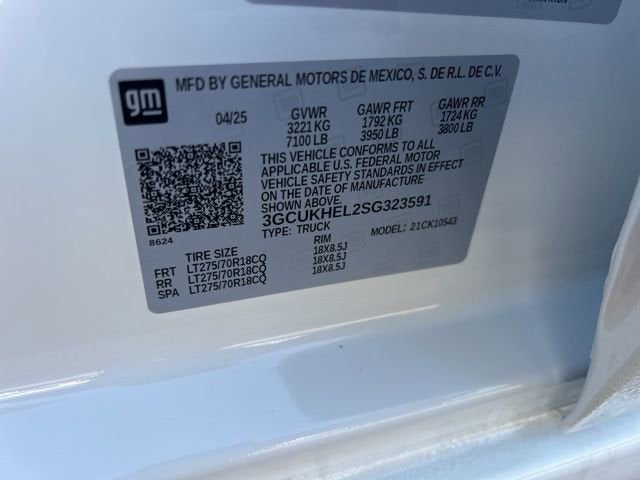 gm
MFD BY GENERAL MOTORS DE MEXICO, S. DE R.L. DE C.V.
04/25 GVWR GAWR FRT GAWR RR
3221 KG 1792 KG 1724 KG
7100 LB 3950 LB 3800 LB
THIS VEHICLE CONFORMS TO ALL
APPLICABLE U.S. FEDERAL MOTOR
VEHICLE SAFETY STANDARDS IN EFFECT
ON THE DATE OF MANUFACTURE
SHOWN ABOVE.
3GCUKHEL2SG323591
8624 TYPE: TRUCK MODEL: 21CK10543
TIRE SIZE RIM
FRT LT275/70R18CQ 18X8.5J
RR LT275/70R18CQ 18X8.5J
SPA LT275/70R18CQ 18X8.5J